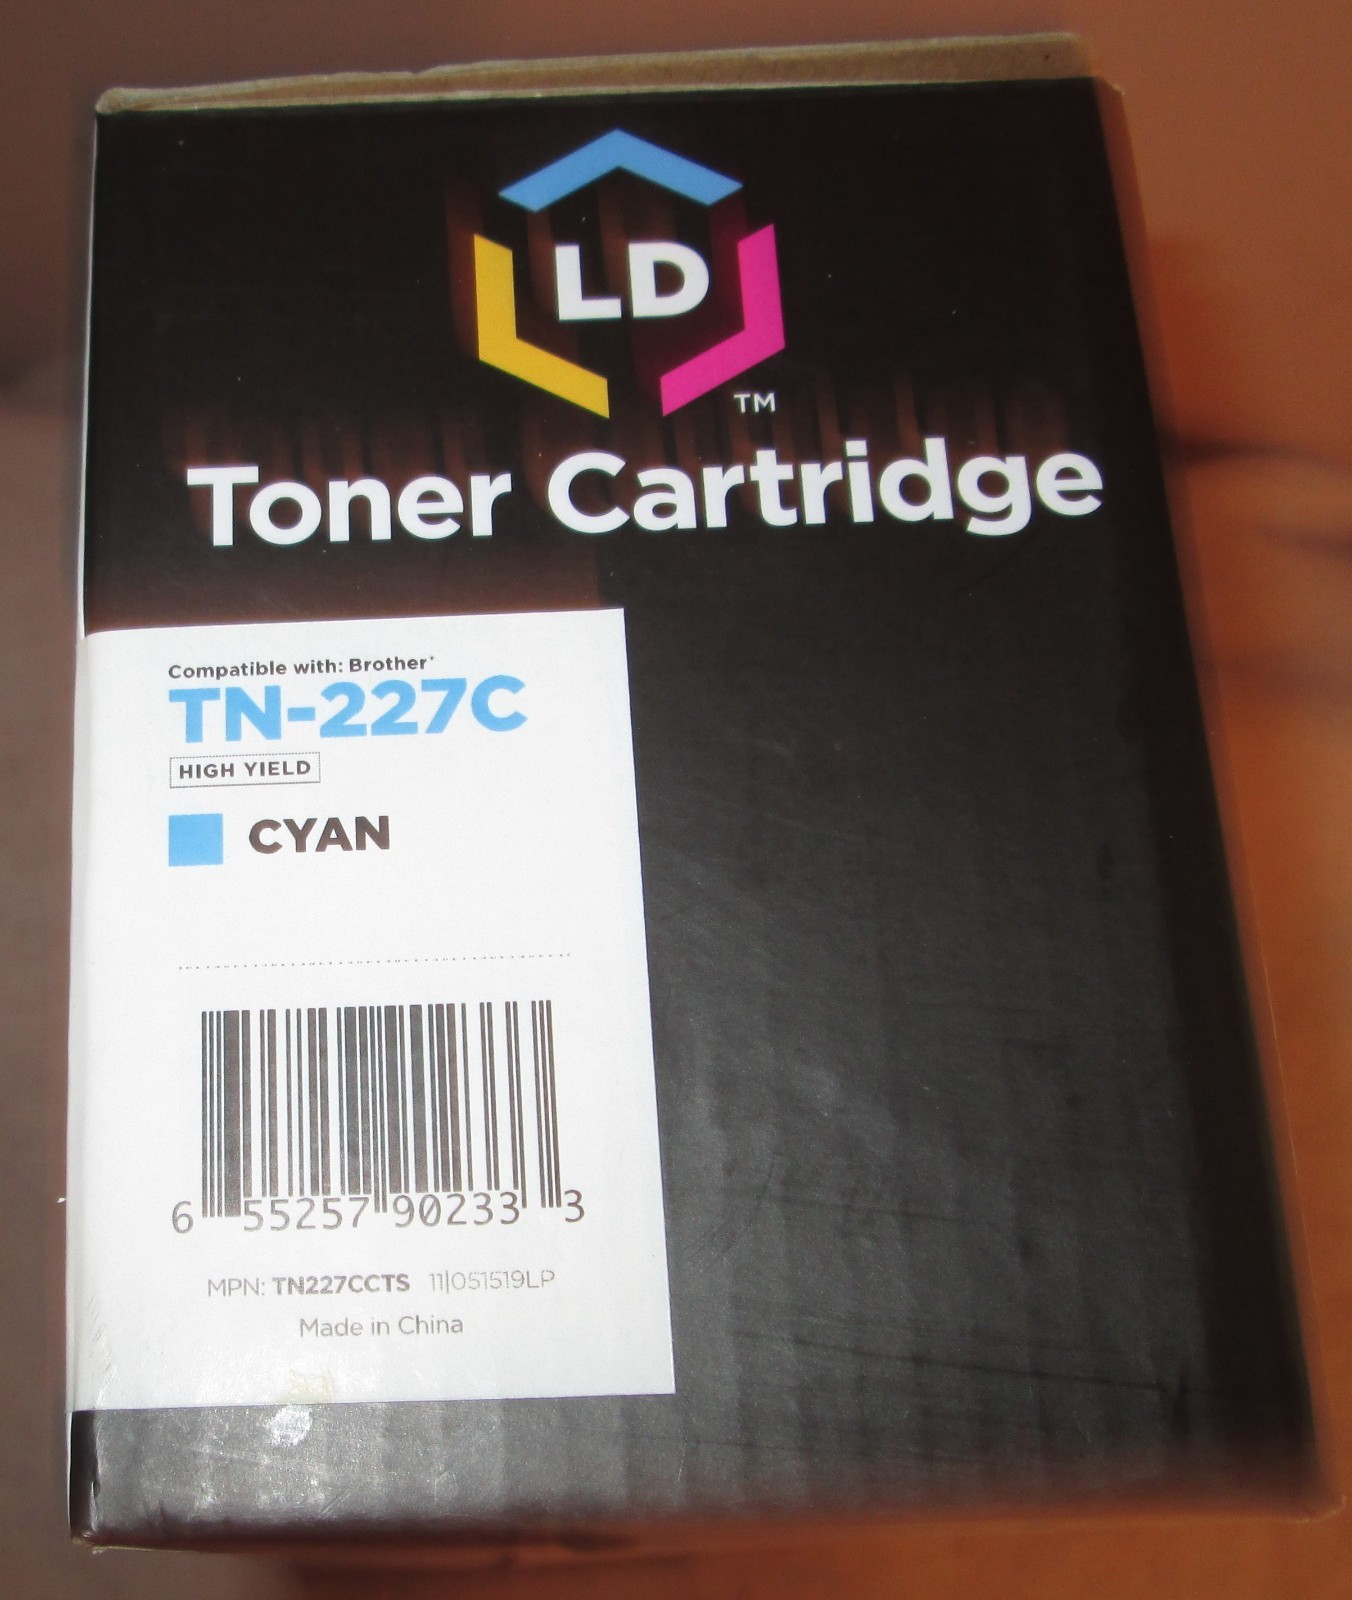 LD
TM
Toner Cartridge
Compatible with: Brother*
TN-227C
HIGH YIELD
CYAN
6 55257 90233 3
MPN: TN227CCTS 11|051519LP
Made in China